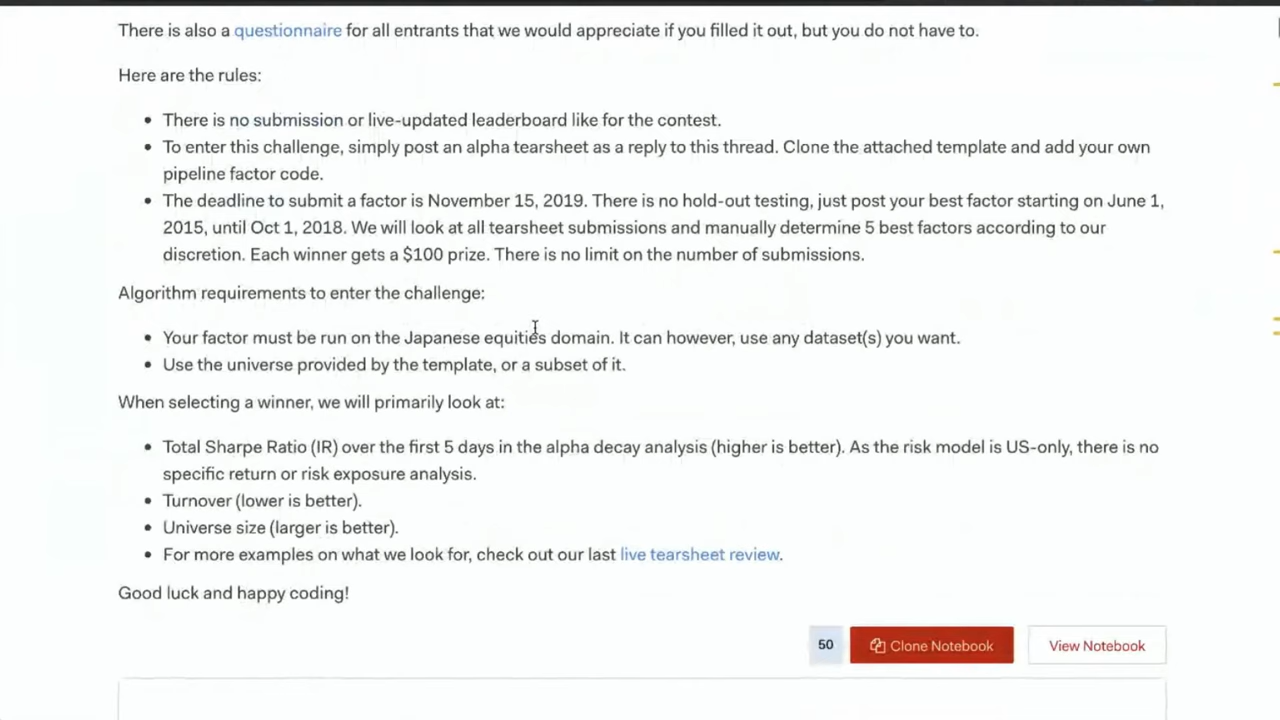 There is also a questionnaire for all entrants that we would appreciate if you filled it out, but you do not have to.
Here are the rules:
• There is no submission or live-updated leaderboard like for the contest.
• To enter this challenge, simply post an alpha tearsheet as a reply to this thread. Clone the attached template and add your own
pipeline factor code.
• The deadline to submit a factor is November 15, 2019. There is no hold-out testing, just post your best factor starting on June 1,
2015, until Oct 1, 2018. We will look at all tearsheet submissions and manually determine 5 best factors according to our
discretion. Each winner gets a $100 prize. There is no limit on the number of submissions.
Algorithm requirements to enter the challenge:
• Your factor must be run on the Japanese equities domain. It can however, use any dataset(s) you want.
• Use the universe provided by the template, or a subset of it.
When selecting a winner, we will primarily look at:
• Total Sharpe Ratio (IR) over the first 5 days in the alpha decay analysis (higher is better). As the risk model is US-only, there is no
specific return or risk exposure analysis.
• Turnover (lower is better).
• Universe size (larger is better).
• For more examples on what we look for, check out our last live tearsheet review.
Good luck and happy coding!
50 Clone Notebook View Notebook